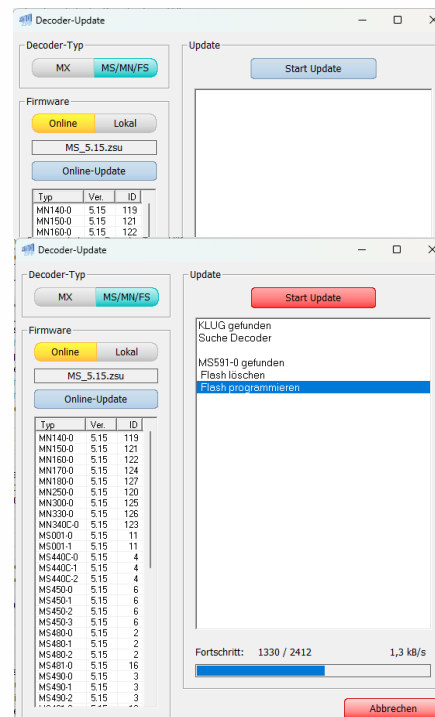 Decoder-Update
Decoder-Typ
MX MS/MN/FS
Firmware
Online Lokal
MS_5.15.zsu
Online-Update
Typ Ver. ID
MN140-0 5.15 119
MN150-0 5.15 121
MN160-0 5.15 122
Update
Start Update
Decoder-Update
Decoder-Typ
MX MS/MN/FS
Firmware
Online Lokal
MS_5.15.zsu
Online-Update
Typ Ver. ID
MN140-0 5.15 119
MN150-0 5.15 121
MN160-0 5.15 122
MN170-0 5.15 124
MN180-0 5.15 127
MN250-0 5.15 120
MN300-0 5.15 125
MN330-0 5.15 126
MN340C-0 5.15 123
MS001-0 5.15 11
MS001-1 5.15 11
MS440C-0 5.15 4
MS440C-1 5.15 4
MS440C-2 5.15 4
MS450-0 5.15 6
MS450-1 5.15 6
MS450-2 5.15 6
MS450-3 5.15 6
MS480-0 5.15 2
MS480-1 5.15 2
MS480-2 5.15 2
MS481-0 5.15 16
MS490-0 5.15 3
MS490-1 5.15 3
MS490-2 5.15 3
Update
Start Update
KLUG gefunden
Suche Decoder
MS591-0 gefunden
Flash löschen
Flash programmieren
Fortschritt: 1330 / 2412 1,3 kB/s
Abbrechen